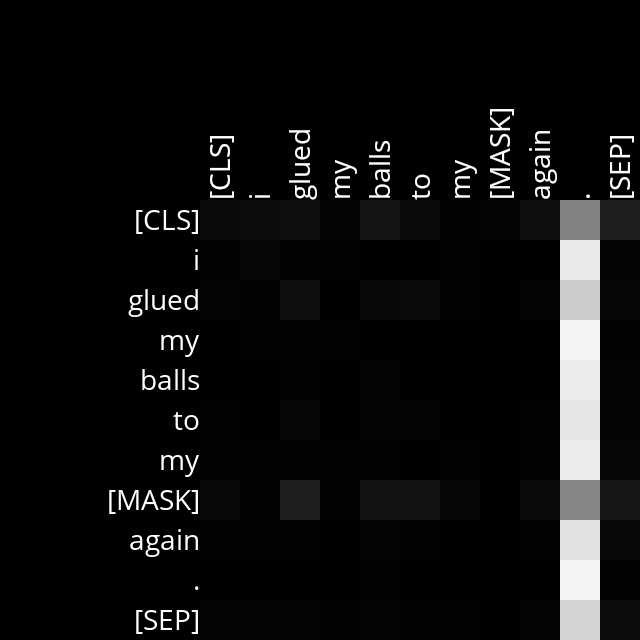 [CLS] i glued my balls to my [MASK] again . [SEP]
[CLS]
i
glued
my
balls
to
my
[MASK]
again
.
[SEP]